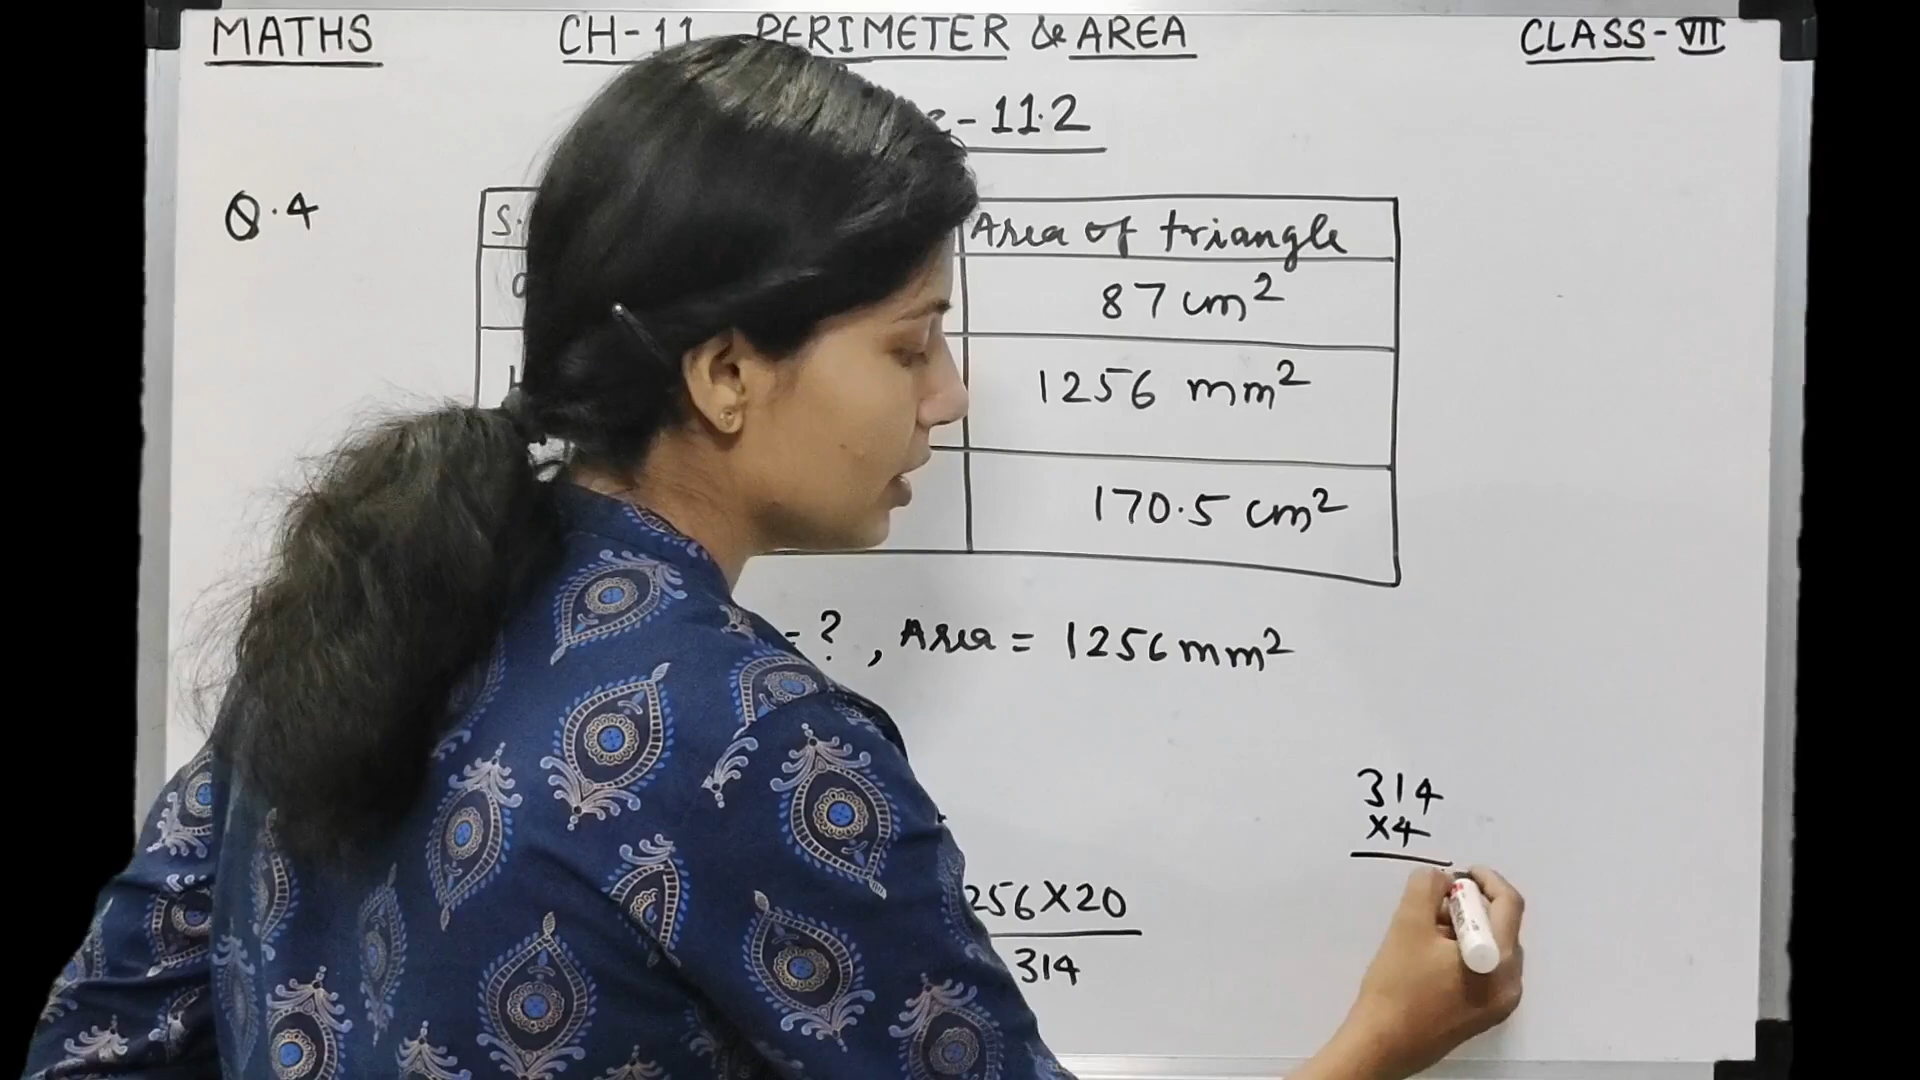 MATHS CH-11 PERIMETER & AREA CLASS-VII
-11.2
Q.4
S. Area of triangle
87 cm²
1256 mm²
170.5 cm²
= ?, Area = 1256 mm²
314
×4
256×20
314